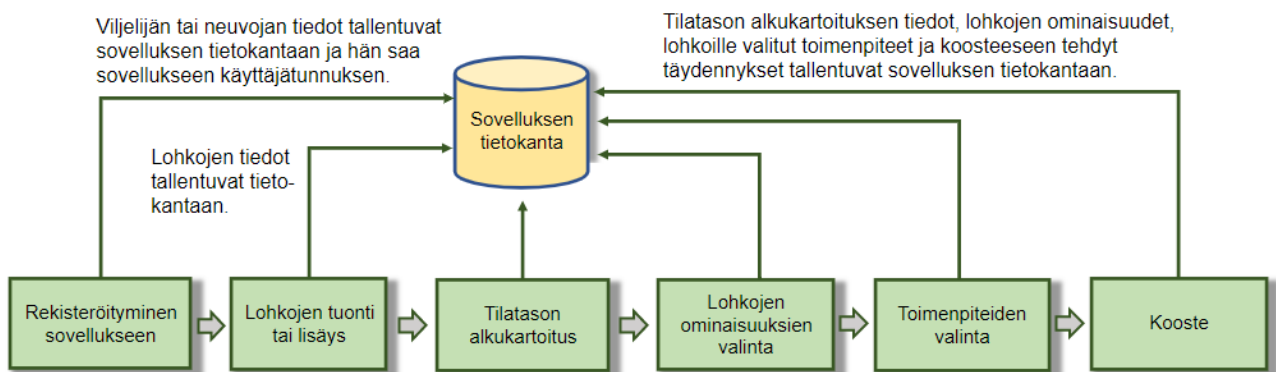 Viljelijän tai neuvojan tiedot tallentuvat
sovelluksen tietokantaan ja hän saa
sovellukseen käyttäjätunnuksen.
Tilatason alkukartoituksen tiedot, lohkojen ominaisuudet,
lohkoille valitut toimenpiteet ja koosteeseen tehdyt
täydennykset tallentuvat sovelluksen tietokantaan.
Sovelluksen
tietokanta
Lohkojen tiedot
tallentuvat tieto-
kantaan.
Rekisteröityminen
sovellukseen
Lohkojen tuonti
tai lisäys
Tilatason
alkukartoitus
Lohkojen
ominaisuuksien
valinta
Toimenpiteiden
valinta
Kooste